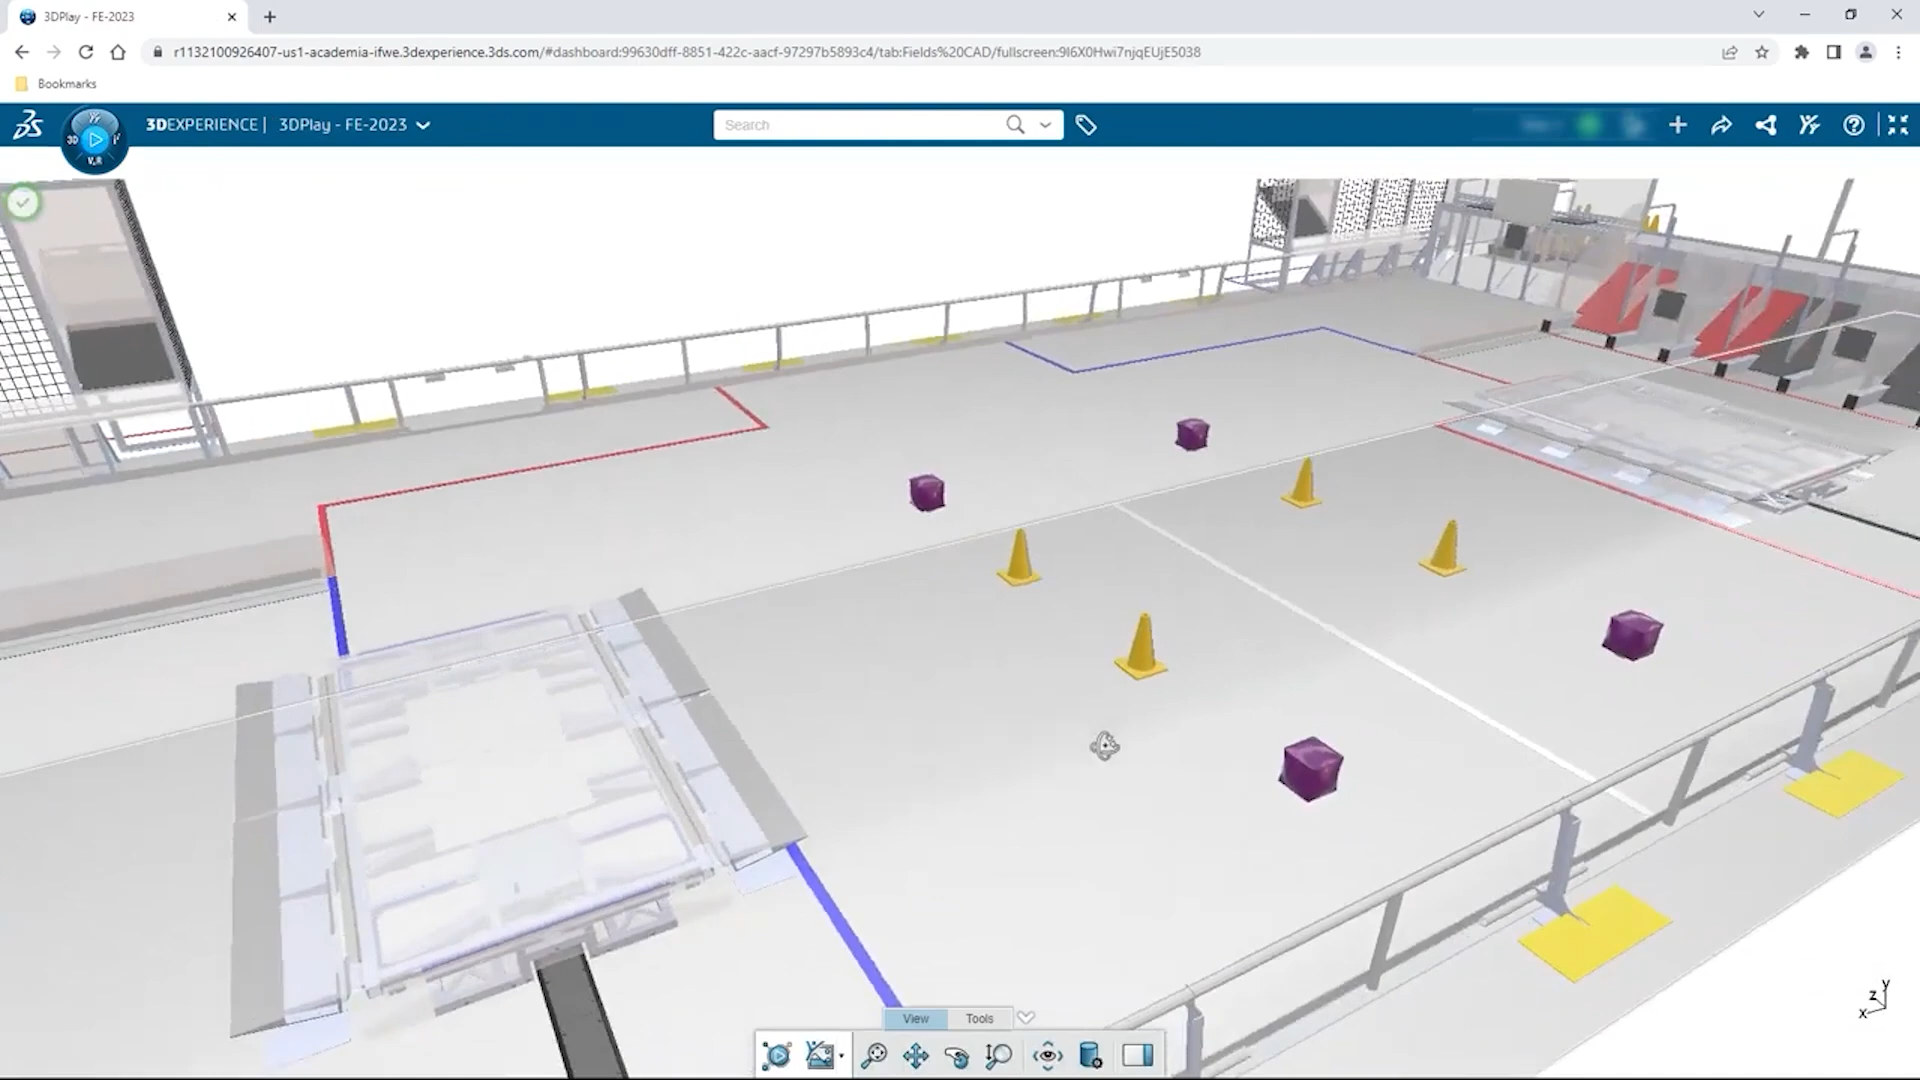 3DPlay - FE-2023
r1132100926407-us1-academia-ifwe.3dexperience.3ds.com/#dashboard:99630dff-8851-422c-aacf-97297b5893c4/tab:Fields%20CAD/fullscreen:9I6X0Hwi7njqEUjE5038
Bookmarks
3DEXPERIENCE | 3DPlay - FE-2023
Search
3D
V.R
View
Tools
y
z
x